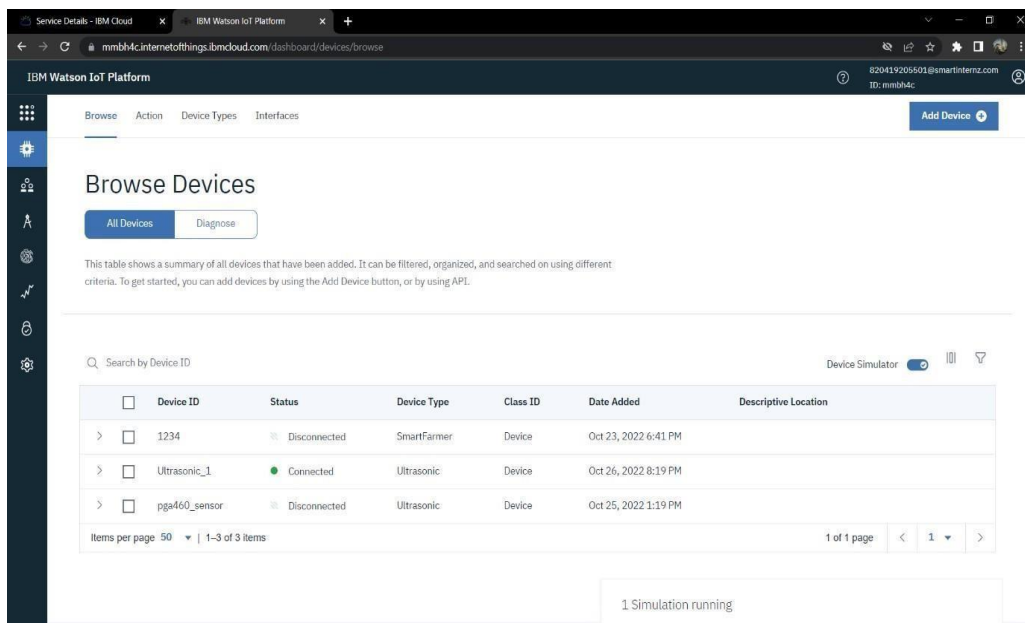 Service Details - IBM Cloud
IBM Watson IoT Platform
mmbh4c.internetofthings.ibmcloud.com/dashboard/devices/browse
IBM Watson IoT Platform
820419205501@smartinternz.com
ID: mmbh4c
Browse Action Device Types Interfaces
Add Device
Browse Devices
All Devices Diagnose
This table shows a summary of all devices that have been added. It can be filtered, organized, and searched on using different
criteria. To get started, you can add devices by using the Add Device button, or by using API.
Search by Device ID
Device Simulator
Device ID Status Device Type Class ID Date Added Descriptive Location
1234 Disconnected SmartFarmer Device Oct 23, 2022 6:41 PM
Ultrasonic_1 Connected Ultrasonic Device Oct 26, 2022 8:19 PM
pga460_sensor Disconnected Ultrasonic Device Oct 25, 2022 1:19 PM
Items per page 50 | 1–3 of 3 items
1 of 1 page 1
1 Simulation running